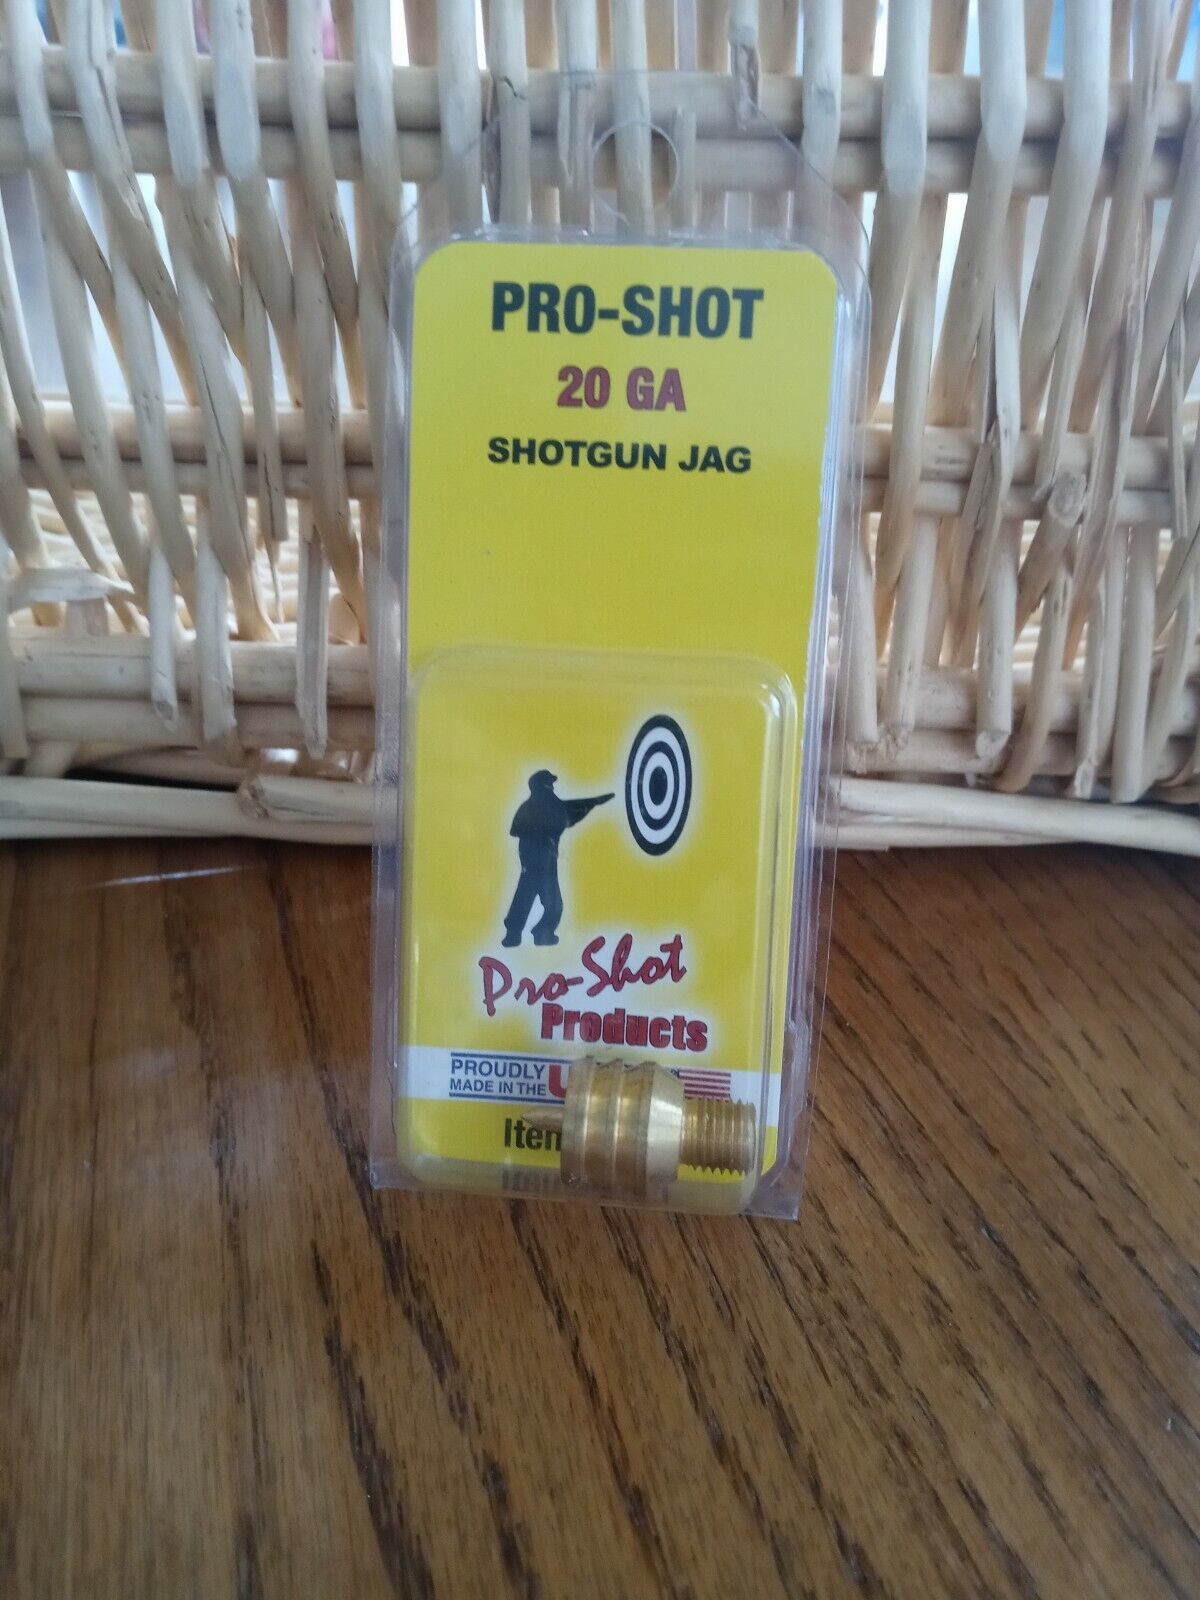 PRO-SHOT
20 GA
SHOTGUN JAG
Pro-Shot
Products
PROUDLY
MADE IN THE